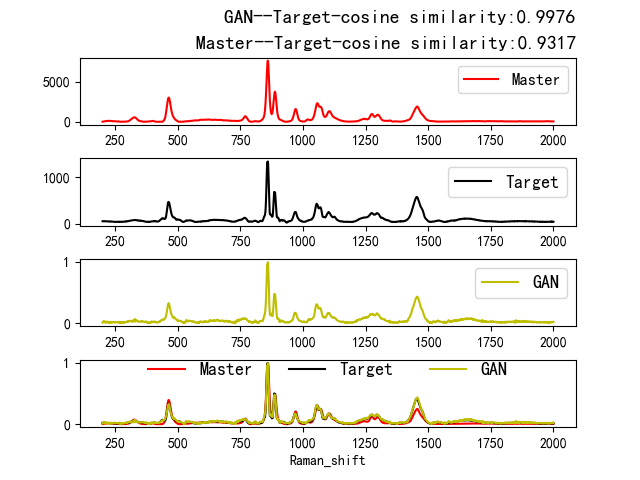 GAN--Target-cosine similarity:0.9976
Master--Target-cosine similarity:0.9317
5000
0
Master
250 500 750 1000 1250 1500 1750 2000
1000
0
Target
250 500 750 1000 1250 1500 1750 2000
1
0
GAN
250 500 750 1000 1250 1500 1750 2000
1
0
Master Target GAN
250 500 750 1000 1250 1500 1750 2000
Raman_shift